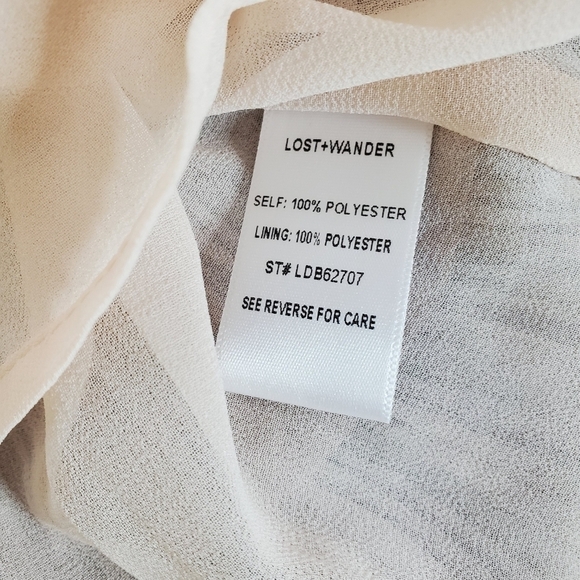 LOST+WANDER
SELF: 100% POLYESTER
LINING: 100% POLYESTER
ST# LDB62707
SEE REVERSE FOR CARE